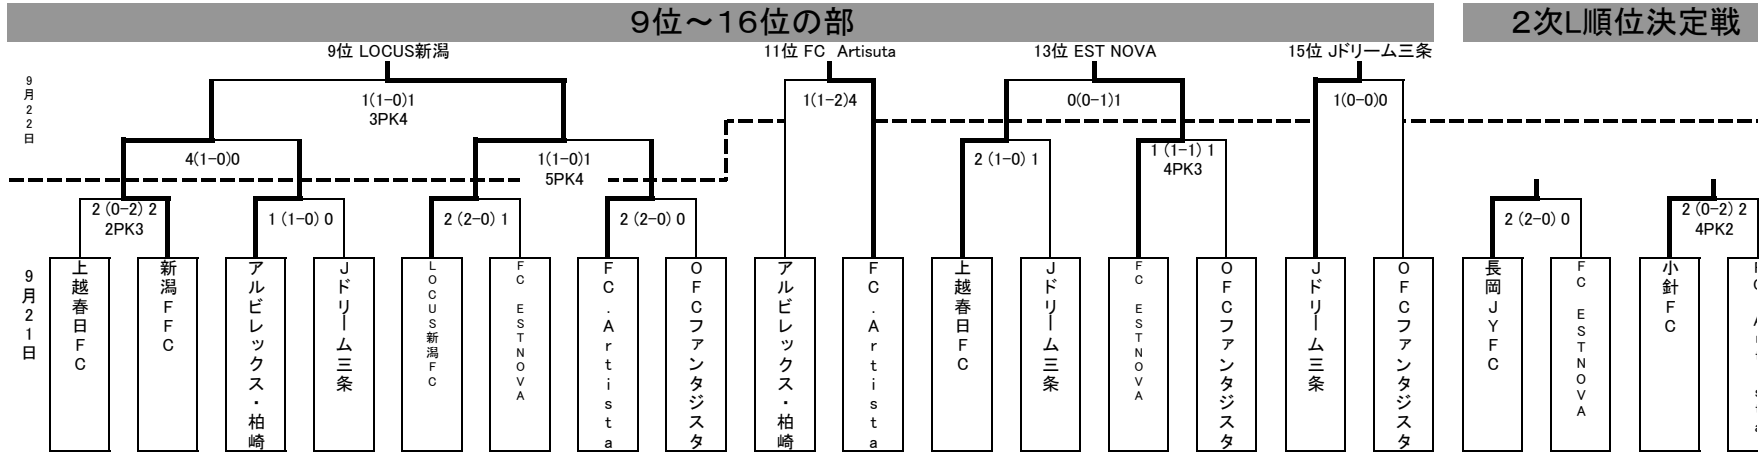 9位～16位の部
2次L順位決定戦
9位 LOCUS新潟
11位 FC Artisuta
13位 EST NOVA
15位 Jドリーム三条
9月22日
1(1-0)1
3PK4
1(1-2)4
0(0-1)1
1(0-0)0
4(1-0)0
1(1-0)1
5PK4
2 (1-0) 1
1 (1-1) 1
4PK3
2 (0-2) 2
2PK3
1 (1-0) 0
2 (2-0) 1
2 (2-0) 0
2 (2-0) 0
2 (0-2) 2
4PK2
9月21日
上越春日FC
新潟FFC
アルビレックス・柏崎
Jドリーム三条
LOCUS新潟FC
FC ESTNOVA
FC.Artista
OFCファンタジスタ
アルビレックス・柏崎
FC.Artista
上越春日FC
Jドリーム三条
FC ESTNOVA
OFCファンタジスタ
Jドリーム三条
OFCファンタジスタ
長岡JYFC
FC ESTNOVA
小針FC